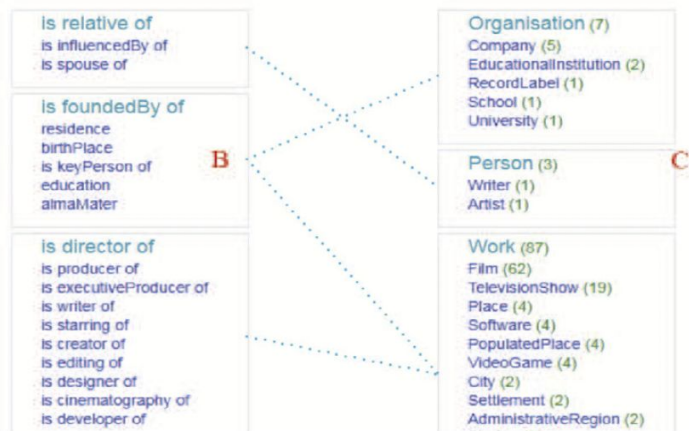 is relative of
is influencedBy of
is spouse of
is foundedBy of
residence
birthPlace
is keyPerson of
education
almaMater
B
is director of
is producer of
is executiveProducer of
is writer of
is starring of
is creator of
is editing of
is designer of
is cinematography of
is developer of
Organisation (7)
Company (5)
EducationalInstitution (2)
RecordLabel (1)
School (1)
University (1)
Person (3)
Writer (1)
Artist (1)
C
Work (87)
Film (62)
TelevisionShow (19)
Place (4)
Software (4)
PopulatedPlace (4)
VideoGame (4)
City (2)
Settlement (2)
AdministrativeRegion (2)